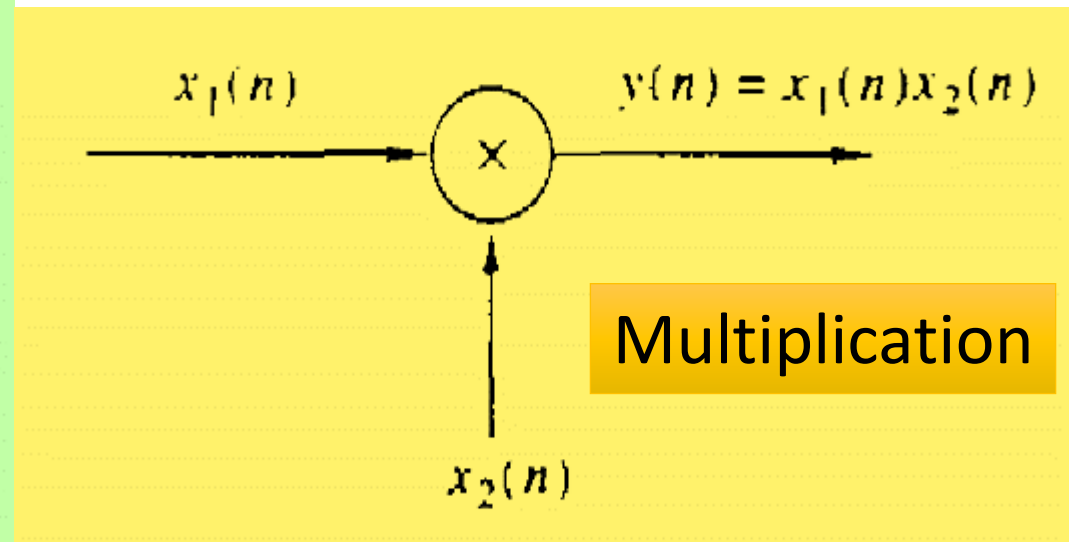 x₁(n)
y(n) = x₁(n)x₂(n)
×
Multiplication
x₂(n)